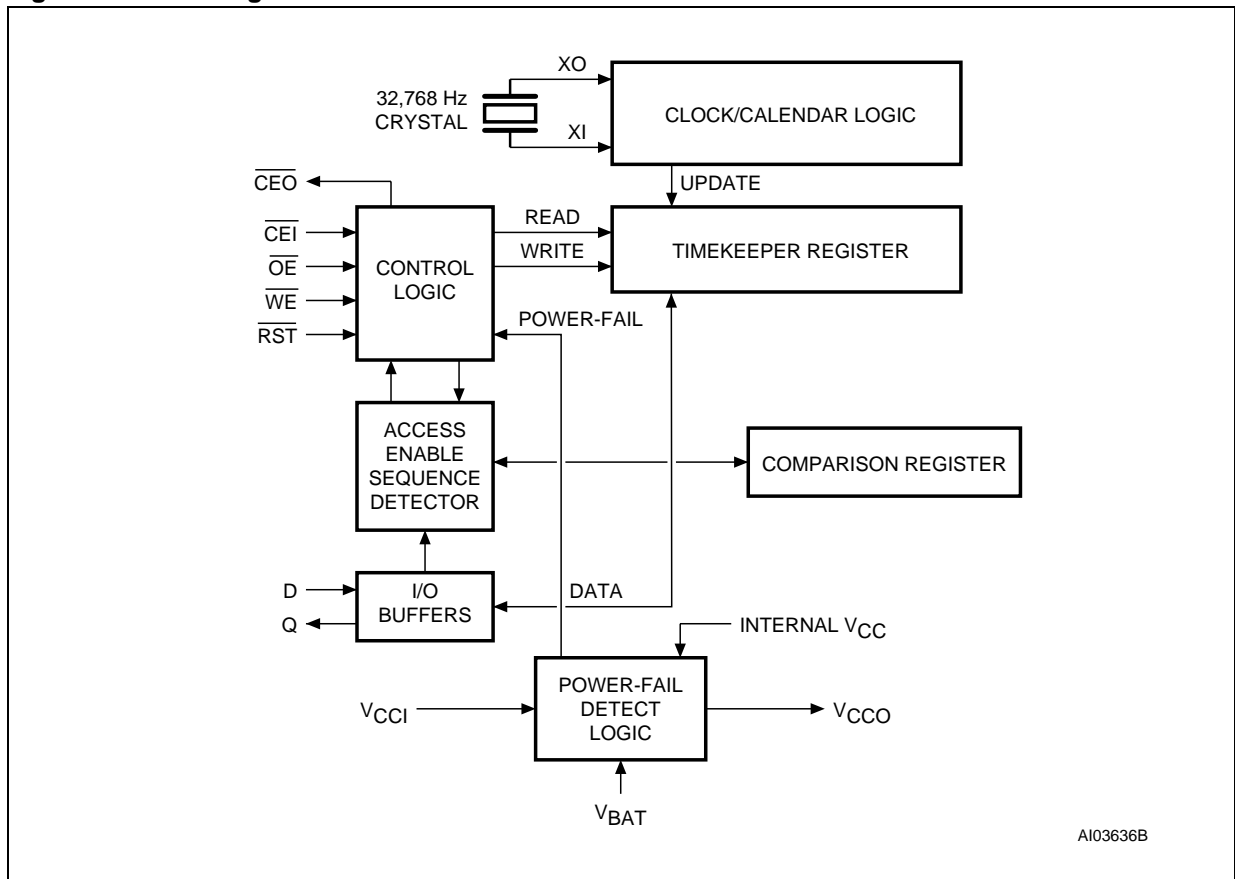 XO
32,768 Hz
CRYSTAL
CLOCK/CALENDAR LOGIC
XI
UPDATE
CEO
CEI
OE
WE
RST
CONTROL
LOGIC
READ
WRITE
TIMEKEEPER REGISTER
POWER-FAIL
ACCESS
ENABLE
SEQUENCE
DETECTOR
COMPARISON REGISTER
D
Q
I/O
BUFFERS
DATA
INTERNAL VCC
POWER-FAIL
DETECT
LOGIC
VCCI
VCCO
VBAT
AI03636B